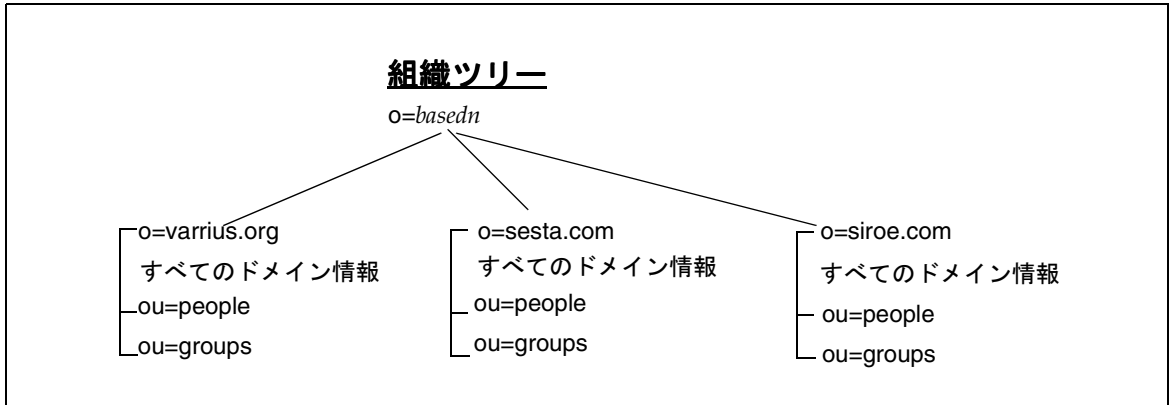 組織ツリー
o=basedn
o=varrius.org
すべてのドメイン情報
ou=people
ou=groups
o=sesta.com
すべてのドメイン情報
ou=people
ou=groups
o=siroe.com
すべてのドメイン情報
ou=people
ou=groups